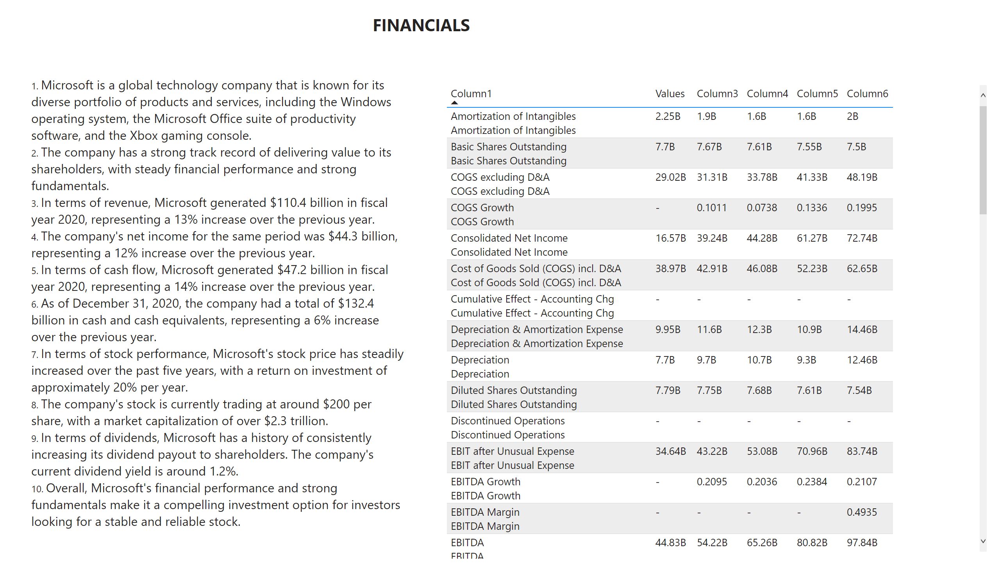 FINANCIALS
1. Microsoft is a global technology company that is known for its
diverse portfolio of products and services, including the Windows
operating system, the Microsoft Office suite of productivity
software, and the Xbox gaming console.
2. The company has a strong track record of delivering value to its
shareholders, with steady financial performance and strong
fundamentals.
3. In terms of revenue, Microsoft generated $110.4 billion in fiscal
year 2020, representing a 13% increase over the previous year.
4. The company's net income for the same period was $44.3 billion,
representing a 12% increase over the previous year.
5. In terms of cash flow, Microsoft generated $47.2 billion in fiscal
year 2020, representing a 14% increase over the previous year.
6. As of December 31, 2020, the company had a total of $132.4
billion in cash and cash equivalents, representing a 6% increase
over the previous year.
7. In terms of stock performance, Microsoft's stock price has steadily
increased over the past five years, with a return on investment of
approximately 20% per year.
8. The company's stock is currently trading at around $200 per
share, with a market capitalization of over $2.3 trillion.
9. In terms of dividends, Microsoft has a history of consistently
increasing its dividend payout to shareholders. The company's
current dividend yield is around 1.2%.
10. Overall, Microsoft's financial performance and strong
fundamentals make it a compelling investment option for investors
looking for a stable and reliable stock.
Column1 Values Column3 Column4 Column5 Column6
Amortization of Intangibles 2.25B 1.9B 1.6B 1.6B 2B
Amortization of Intangibles
Basic Shares Outstanding 7.7B 7.67B 7.61B 7.55B 7.5B
Basic Shares Outstanding
COGS excluding D&A 29.02B 31.31B 33.78B 41.33B 48.19B
COGS excluding D&A
COGS Growth - 0.1011 0.0738 0.1336 0.1995
COGS Growth
Consolidated Net Income 16.57B 39.24B 44.28B 61.27B 72.74B
Consolidated Net Income
Cost of Goods Sold (COGS) incl. D&A 38.97B 42.91B 46.08B 52.23B 62.65B
Cost of Goods Sold (COGS) incl. D&A
Cumulative Effect - Accounting Chg - - - - -
Cumulative Effect - Accounting Chg
Depreciation & Amortization Expense 9.95B 11.6B 12.3B 10.9B 14.46B
Depreciation & Amortization Expense
Depreciation 7.7B 9.7B 10.7B 9.3B 12.46B
Depreciation
Diluted Shares Outstanding 7.79B 7.75B 7.68B 7.61B 7.54B
Diluted Shares Outstanding
Discontinued Operations - - - - -
Discontinued Operations
EBIT after Unusual Expense 34.64B 43.22B 53.08B 70.96B 83.74B
EBIT after Unusual Expense
EBITDA Growth - 0.2095 0.2036 0.2384 0.2107
EBITDA Growth
EBITDA Margin - - - - 0.4935
EBITDA Margin
EBITDA 44.83B 54.22B 65.26B 80.82B 97.84B
EBITDA